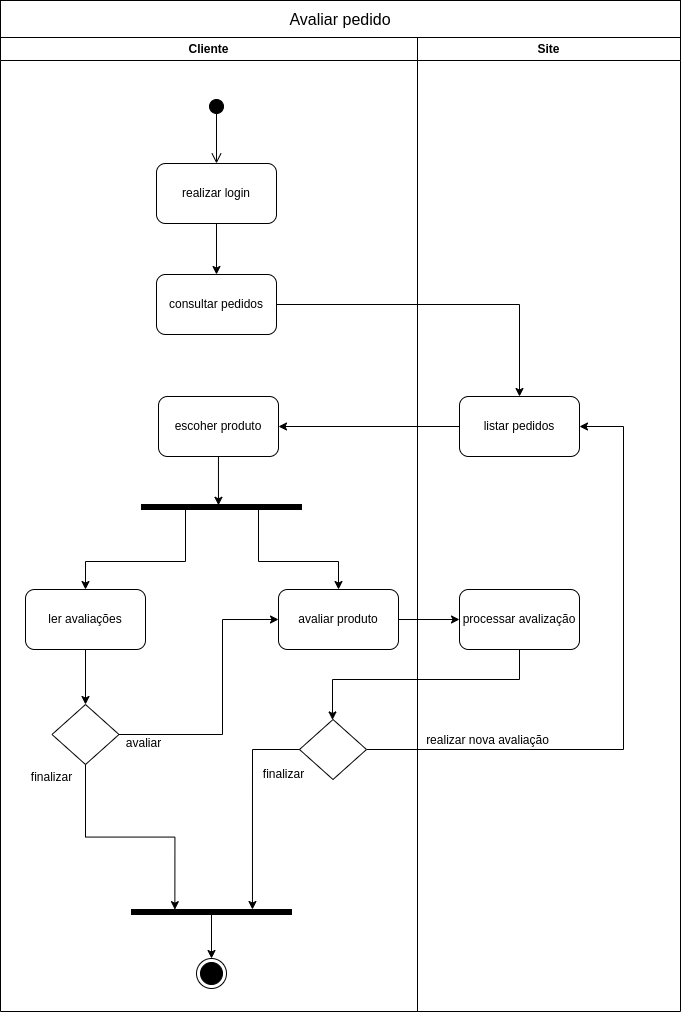 Avaliar pedido
Cliente
Site
realizar login
consultar pedidos
escoher produto
listar pedidos
ler avaliações
avaliar produto
processar avalização
avaliar
realizar nova avaliação
finalizar
finalizar